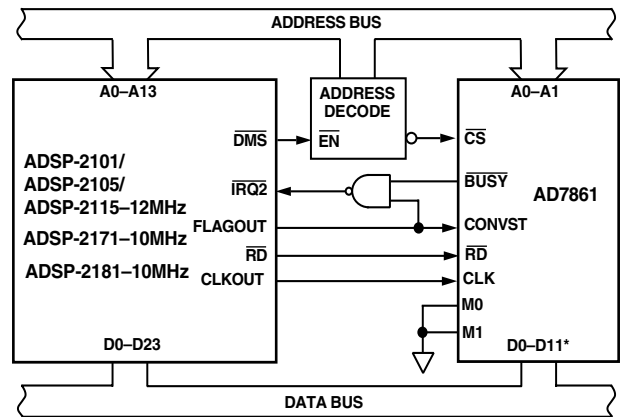 ADDRESS BUS
A0–A13
ADDRESS
DECODE
A0–A1
DMS
EN
CS
ADSP-2101/
ADSP-2105/
ADSP-2115–12MHz
ADSP-2171–10MHz
ADSP-2181–10MHz
IRQ2
BUSY
AD7861
FLAGOUT
CONVST
RD
RD
CLKOUT
CLK
M0
M1
D0–D23
D0–D11*
DATA BUS